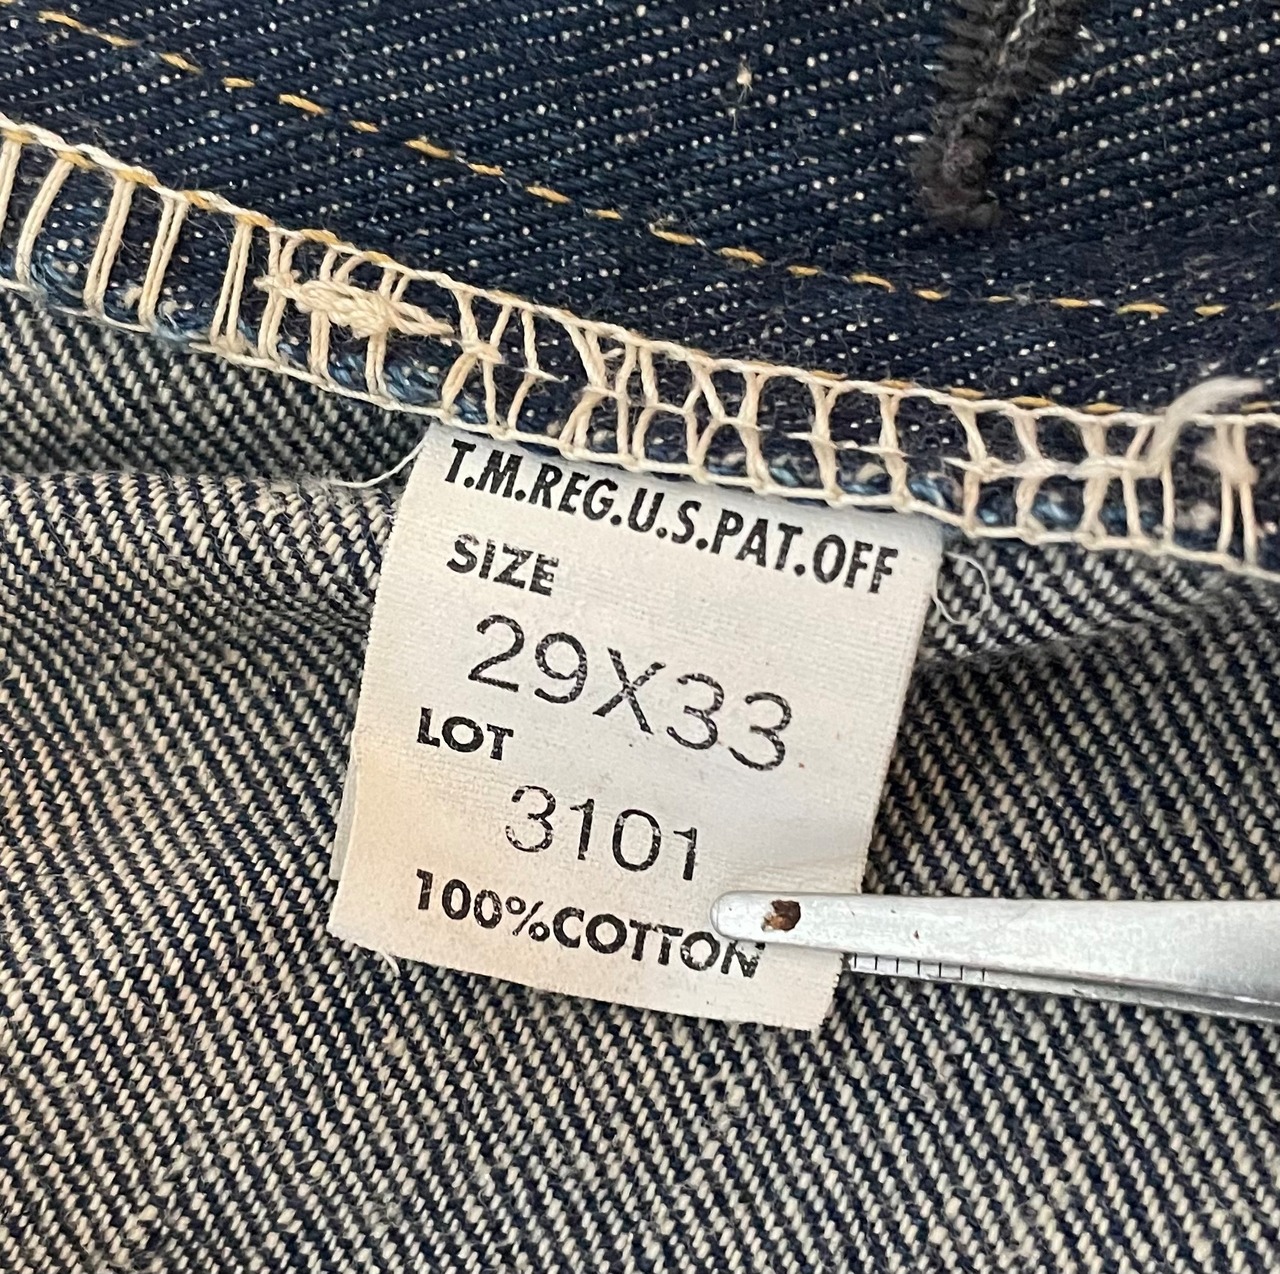 T.M.REG.U.S.PAT.OFF
SIZE
29X33
LOT
3101
100%COTTON